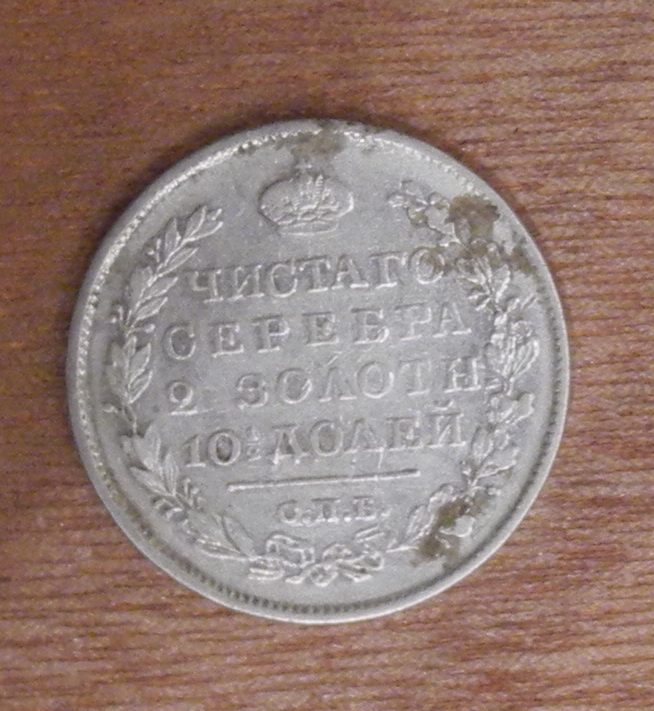 ЧИСТАГО
СЕРЕБРА
2 ЗОЛОТН
10½ ДОЛЕЙ
С.П.Б.